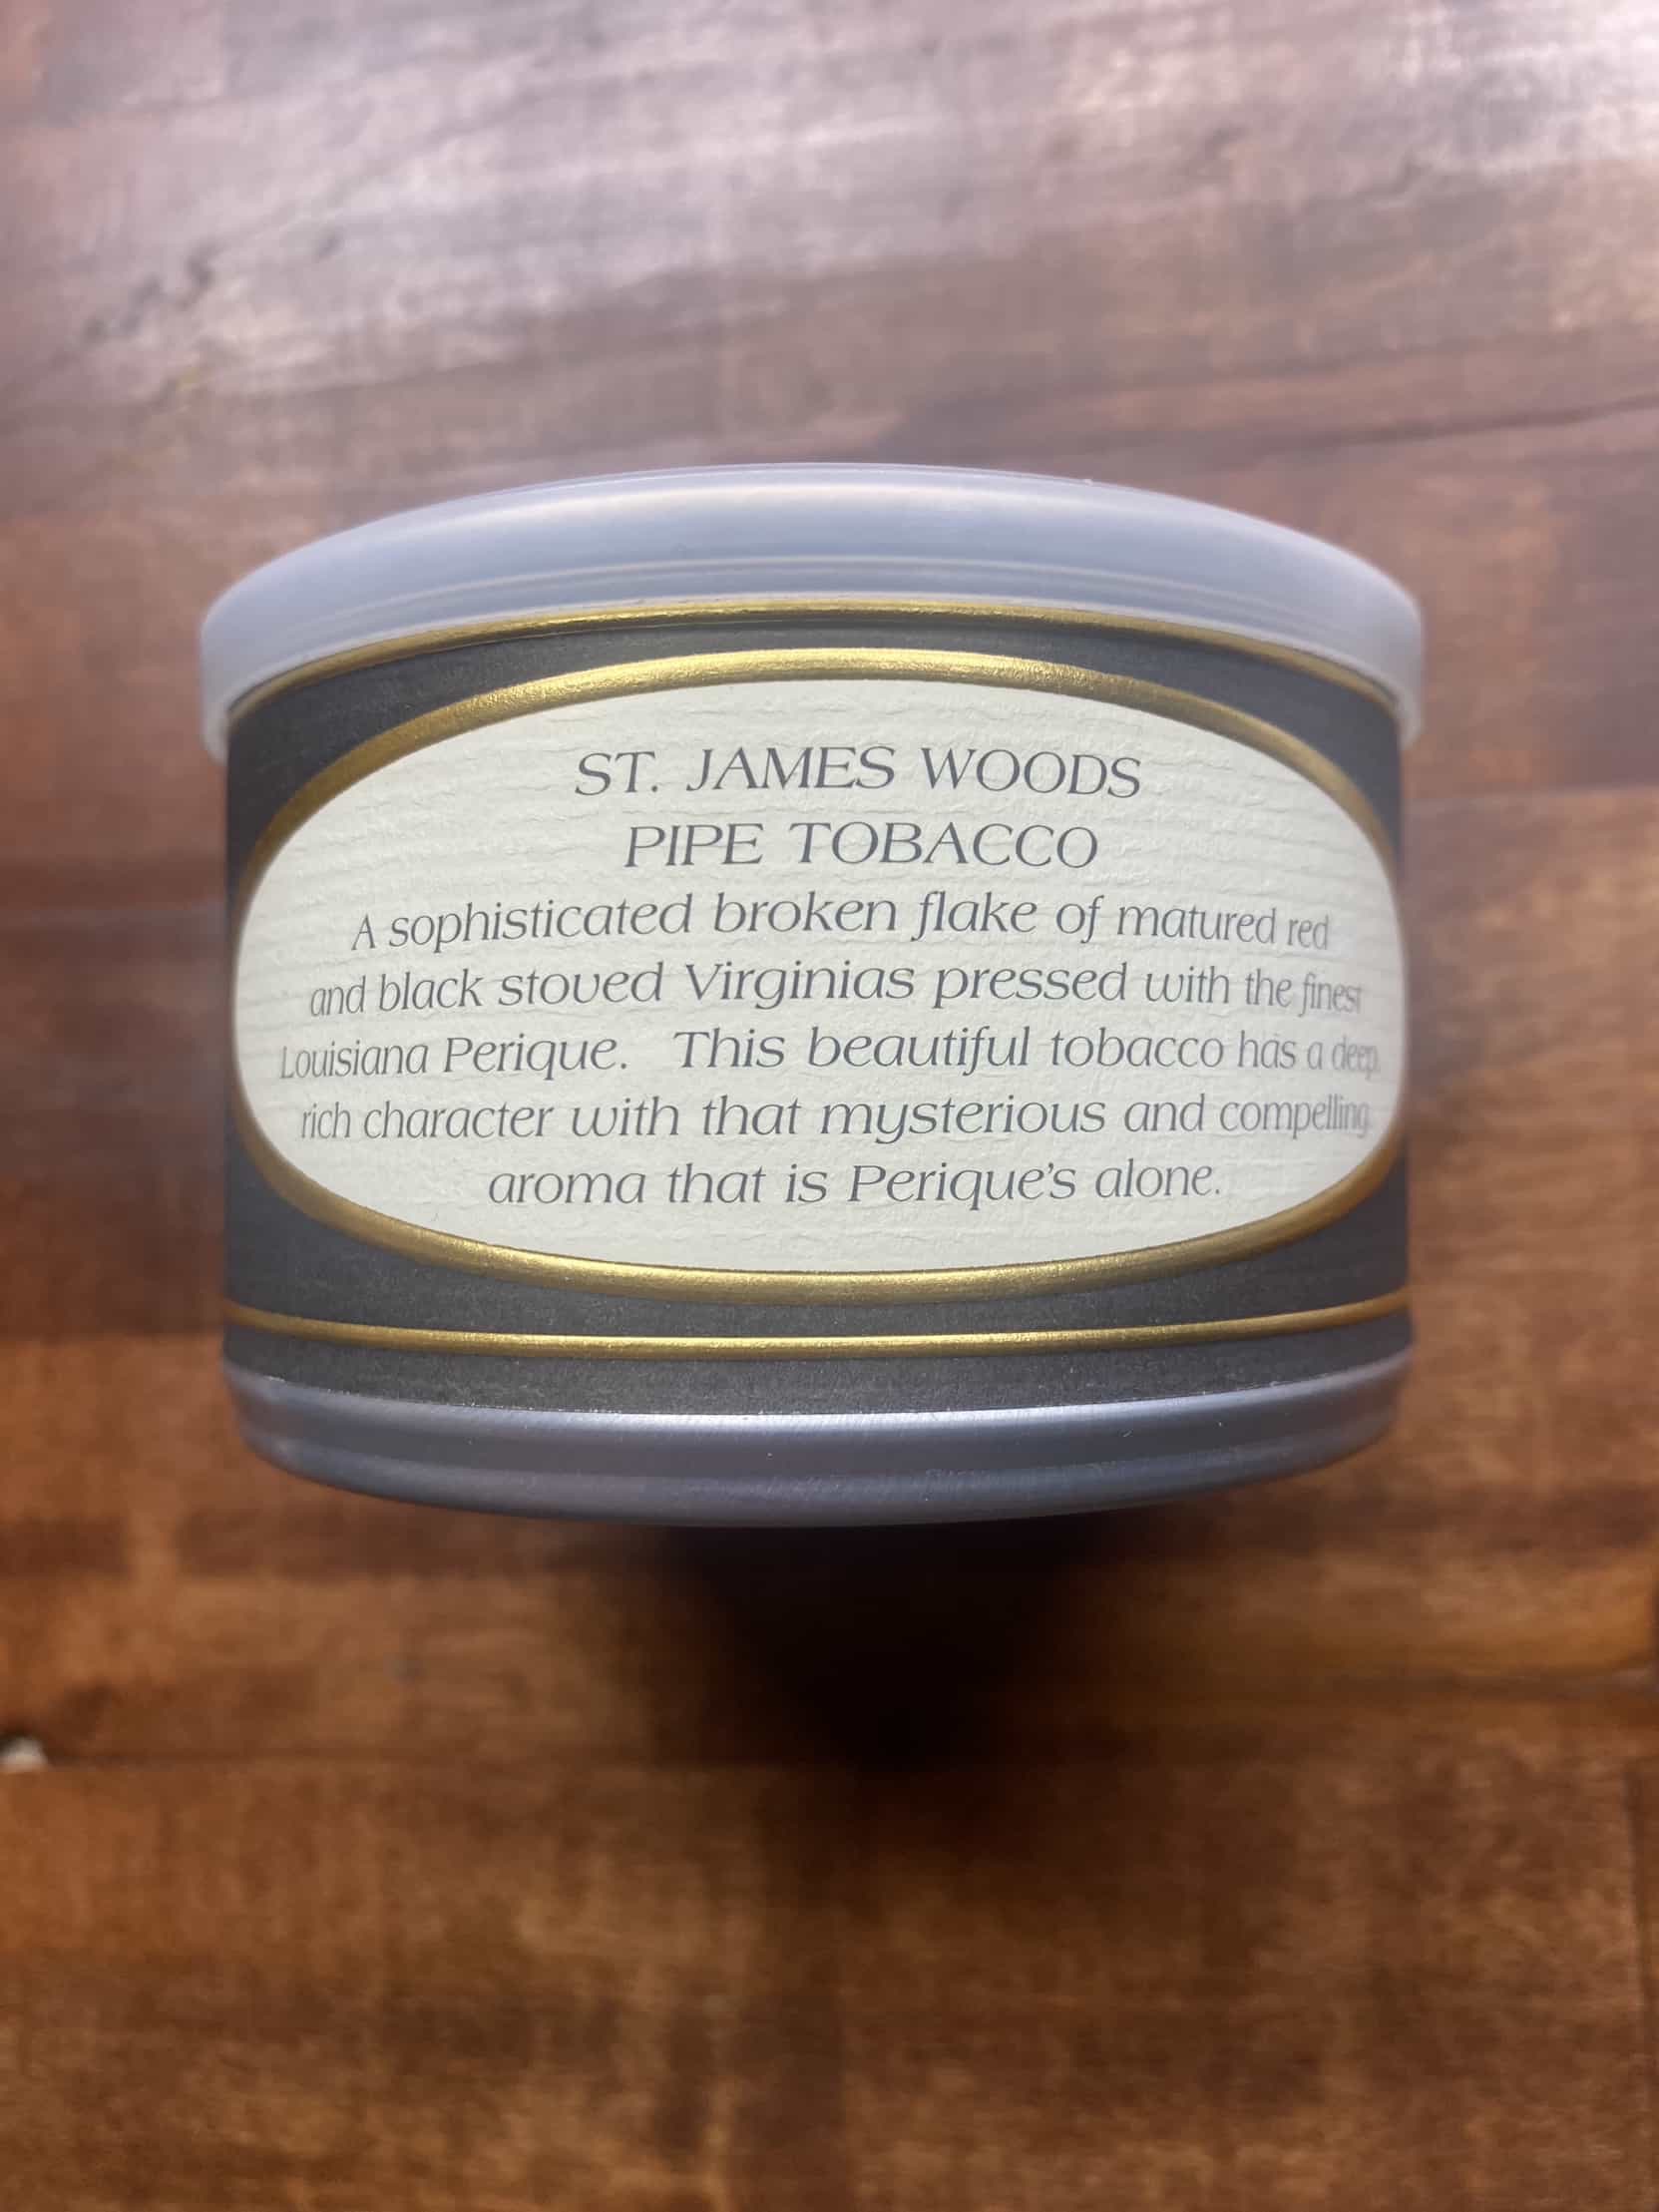 ST. JAMES WOODS
PIPE TOBACCO
A sophisticated broken flake of matured red
and black stoved Virginias pressed with the finest
Louisiana Perique. This beautiful tobacco has a deep
rich character with that mysterious and compelling
aroma that is Perique's alone.